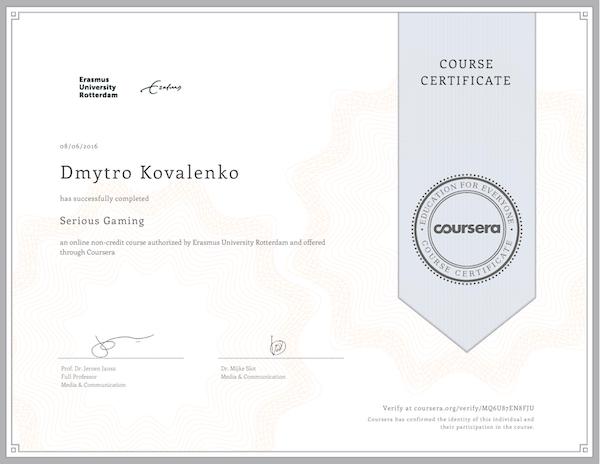 Erasmus
University
Rotterdam
Erasmus
COURSE
CERTIFICATE
08/06/2016
Dmytro Kovalenko
has successfully completed
Serious Gaming
an online non-credit course authorized by Erasmus University Rotterdam and offered
through Coursera
EDUCATION FOR EVERYONE
coursera
COURSE CERTIFICATE
Prof. Dr. Jeroen Jansz
Full Professor
Media & Communication
Dr. Mijke Slot
Media & Communication
Verify at coursera.org/verify/MQ6U87EN8FJU
Coursera has confirmed the identity of this individual and
their participation in the course.